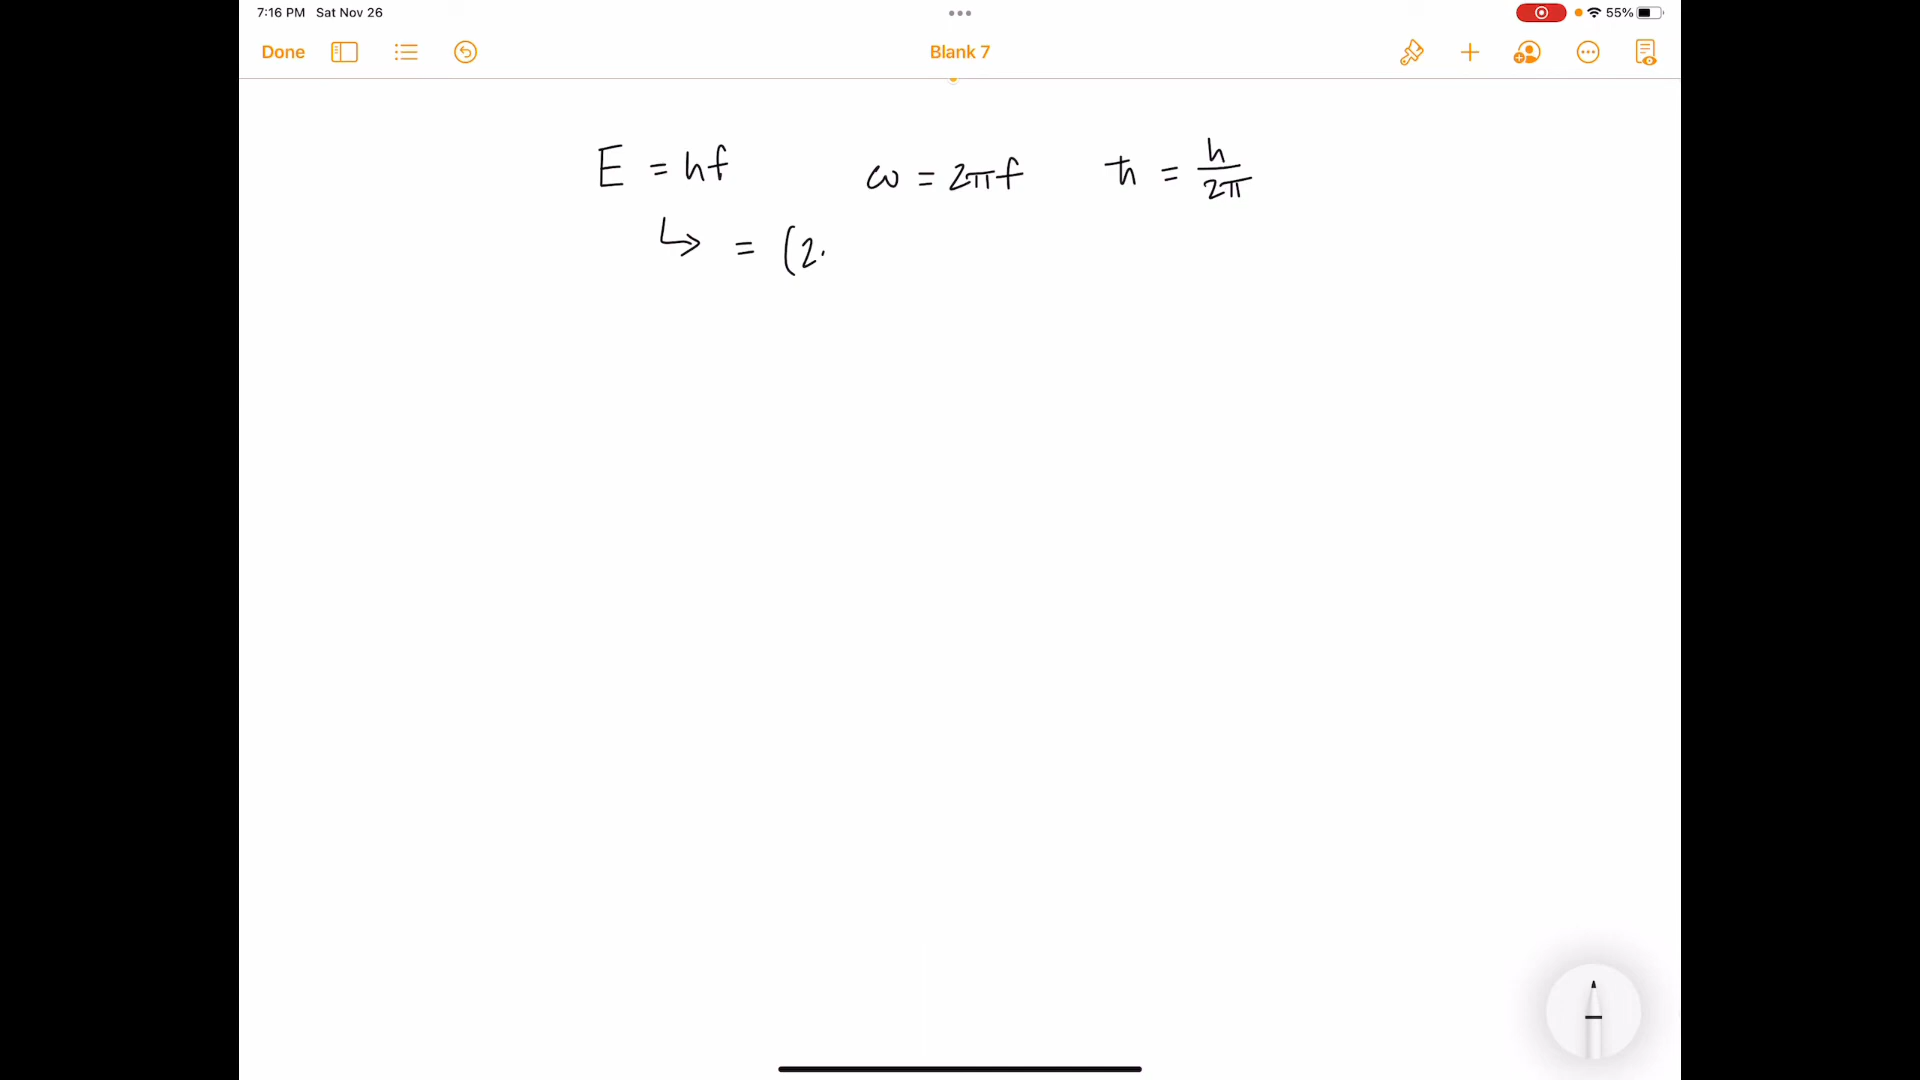 7:16 PM Sat Nov 26
55%
Done
Blank 7
E = hf
ω = 2πf
ħ = h/2π
↳ = (2·